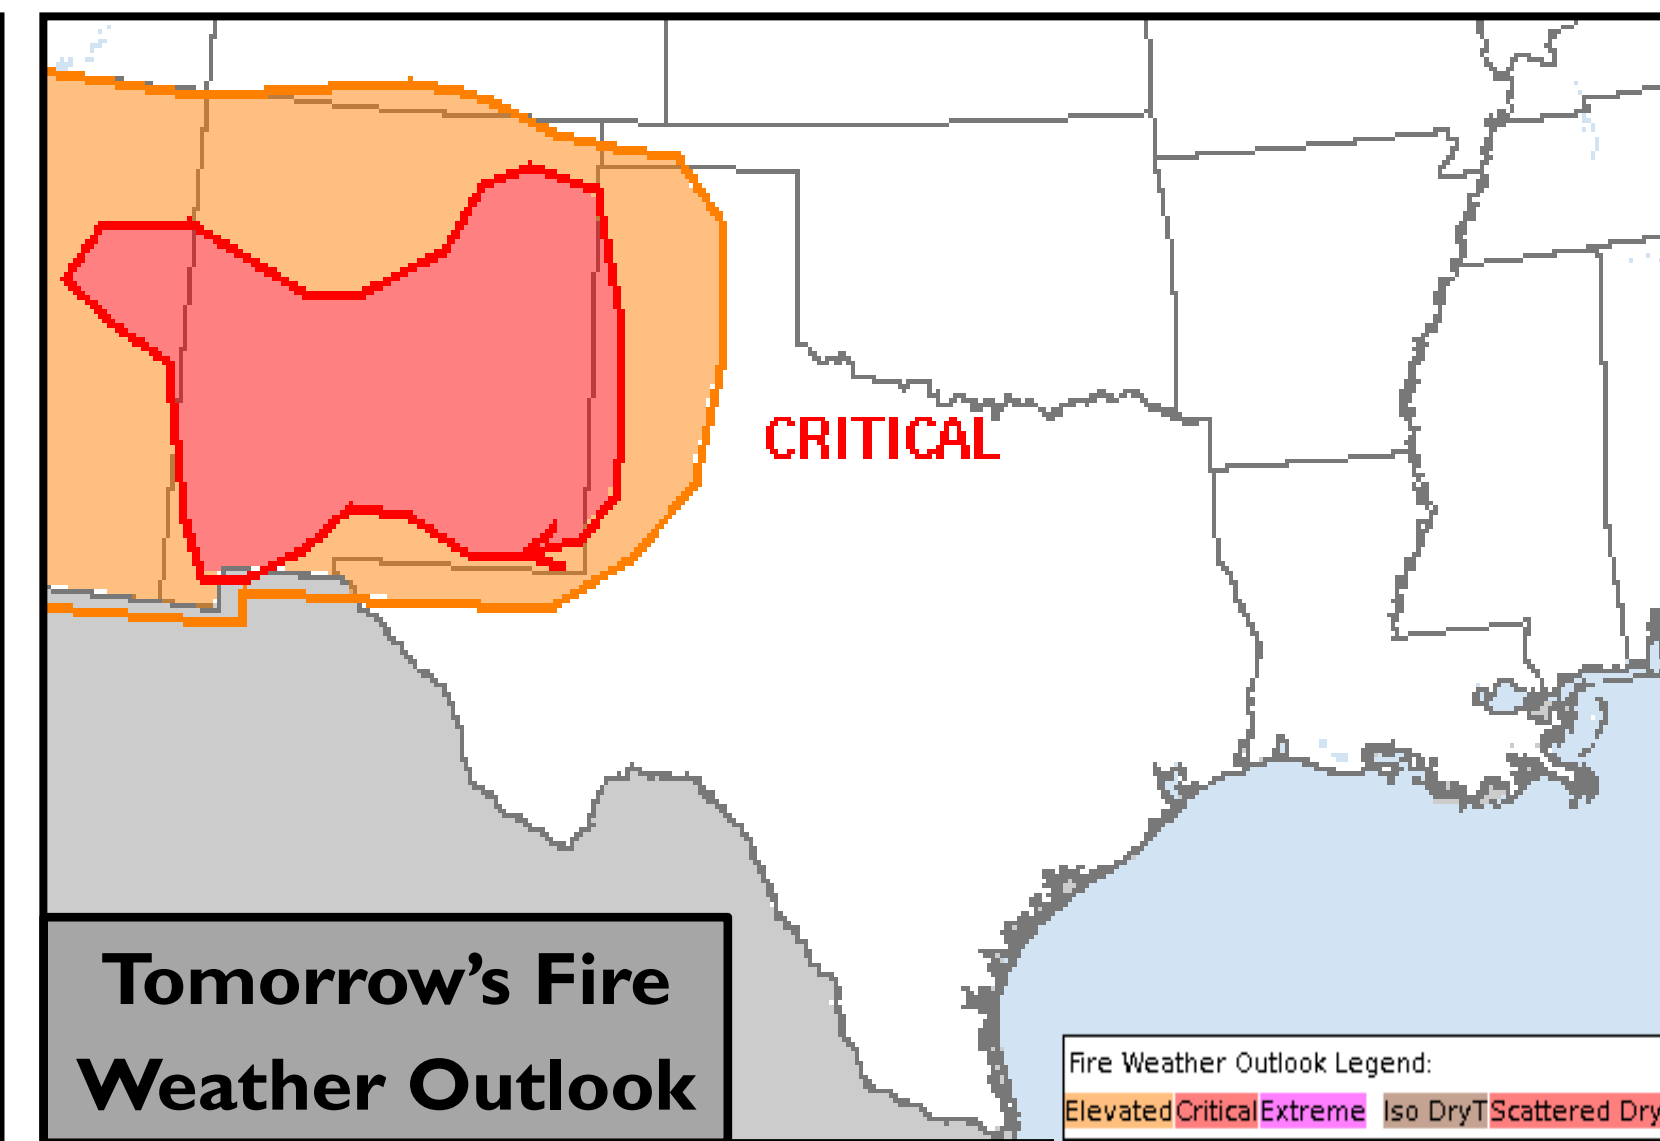 CRITICAL
Tomorrow’s Fire
Weather Outlook
Fire Weather Outlook Legend:
Elevated Critical Extreme Iso DryT Scattered Dry